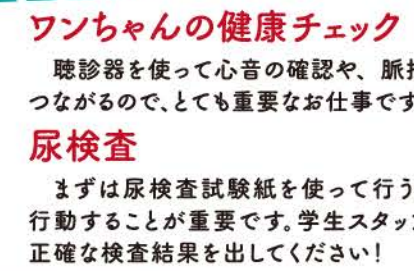 ワンちゃんの健康チェック
聴診器を使って心音の確認や、脈拍
つながるので、とても重要なお仕事です
尿検査
まずは尿検査試験紙を使って行う
行動することが重要です。学生スタッ
正確な検査結果を出してください！